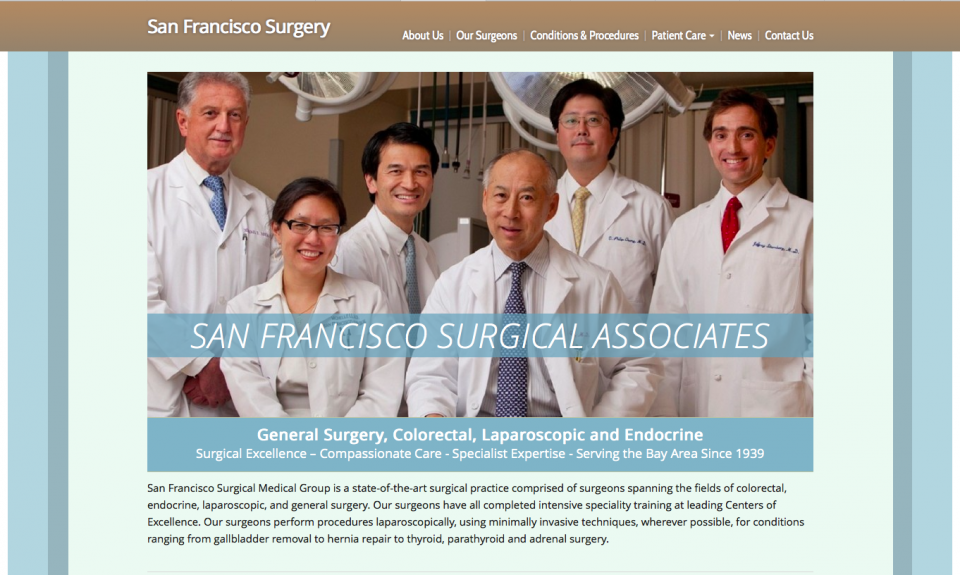 San Francisco Surgery
About Us | Our Surgeons | Conditions & Procedures | Patient Care | News | Contact Us
SAN FRANCISCO SURGICAL ASSOCIATES
General Surgery, Colorectal, Laparoscopic and Endocrine
Surgical Excellence – Compassionate Care - Specialist Expertise - Serving the Bay Area Since 1939
San Francisco Surgical Medical Group is a state-of-the-art surgical practice comprised of surgeons spanning the fields of colorectal,
endocrine, laparoscopic, and general surgery. Our surgeons have all completed intensive speciality training at leading Centers of
Excellence. Our surgeons perform procedures laparoscopically, using minimally invasive techniques, wherever possible, for conditions
ranging from gallbladder removal to hernia repair to thyroid, parathyroid and adrenal surgery.